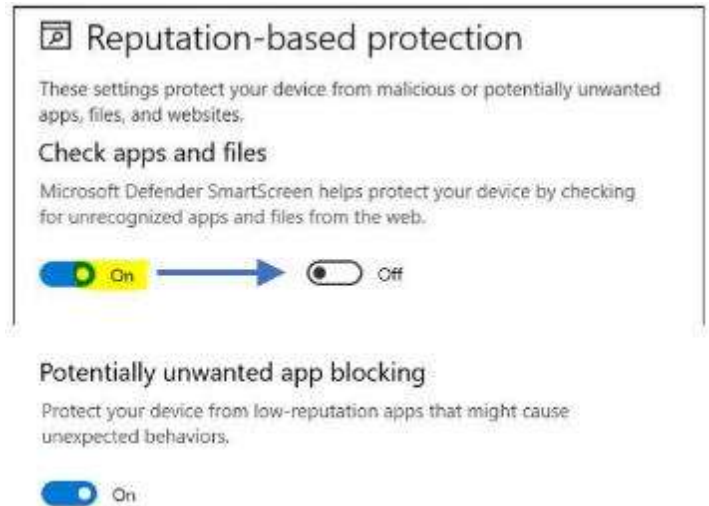 Reputation-based protection
These settings protect your device from malicious or potentially unwanted
apps, files, and websites.
Check apps and files
Microsoft Defender SmartScreen helps protect your device by checking
for unrecognized apps and files from the web.
On Off
Potentially unwanted app blocking
Protect your device from low-reputation apps that might cause
unexpected behaviors.
On